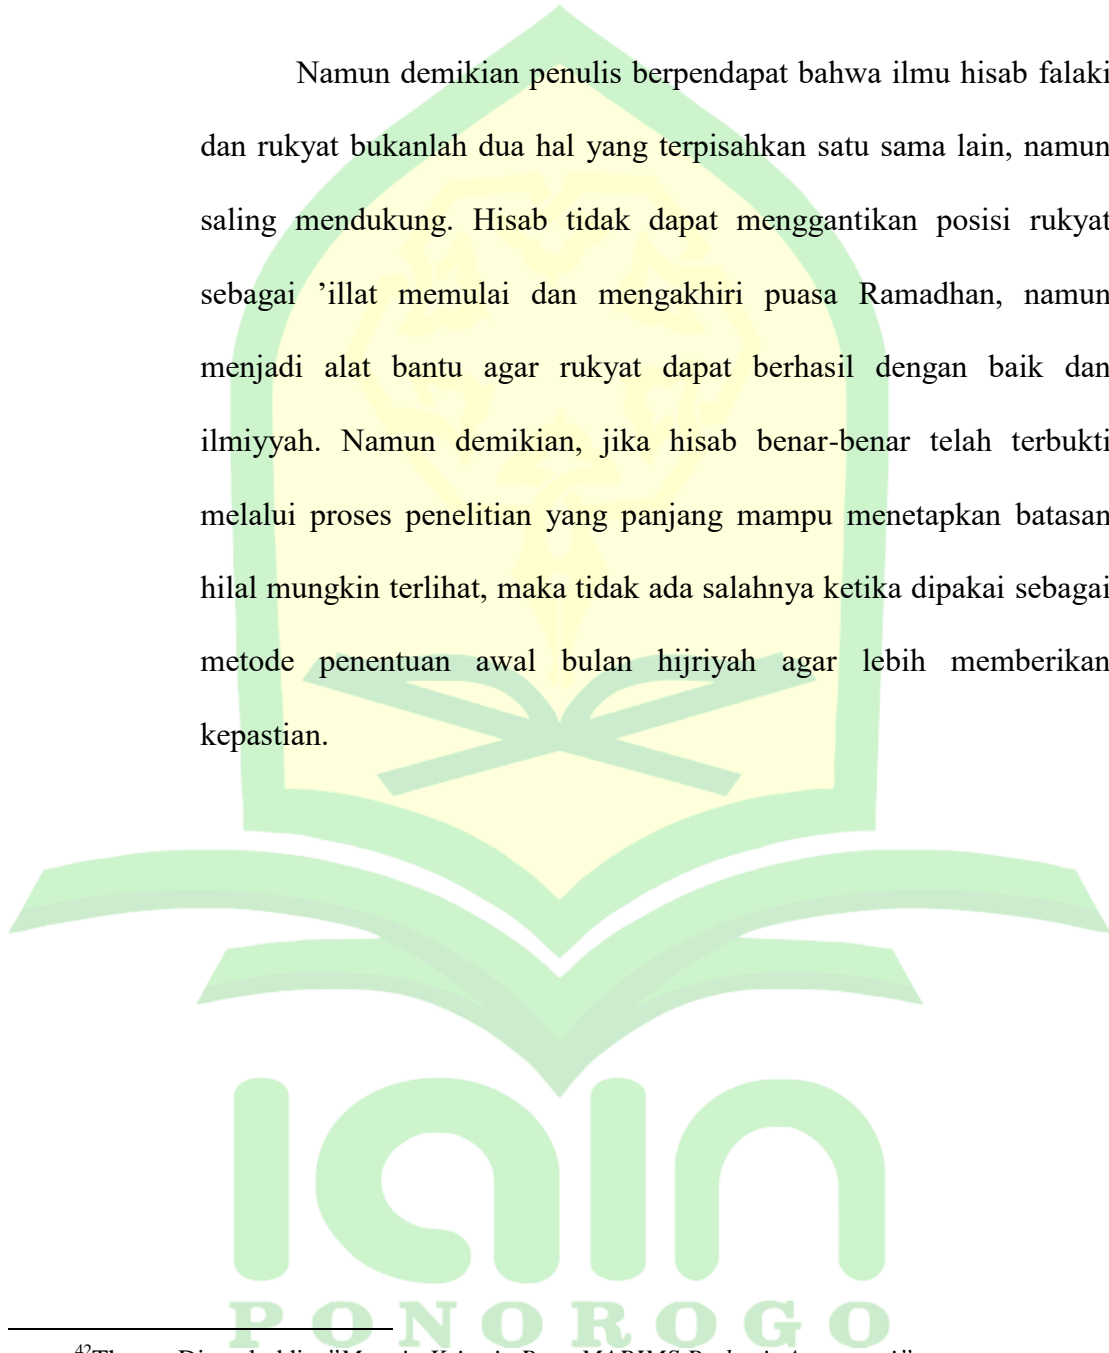 Namun demikian penulis berpendapat bahwa ilmu hisab falaki
dan rukyat bukanlah dua hal yang terpisahkan satu sama lain, namun
saling mendukung. Hisab tidak dapat menggantikan posisi rukyat
sebagai ’illat memulai dan mengakhiri puasa Ramadhan, namun
menjadi alat bantu agar rukyat dapat berhasil dengan baik dan
ilmiyyah. Namun demikian, jika hisab benar-benar telah terbukti
melalui proses penelitian yang panjang mampu menetapkan batasan
hilal mungkin terlihat, maka tidak ada salahnya ketika dipakai sebagai
metode penentuan awal bulan hijriyah agar lebih memberikan
kepastian.
iain
PONOROGO